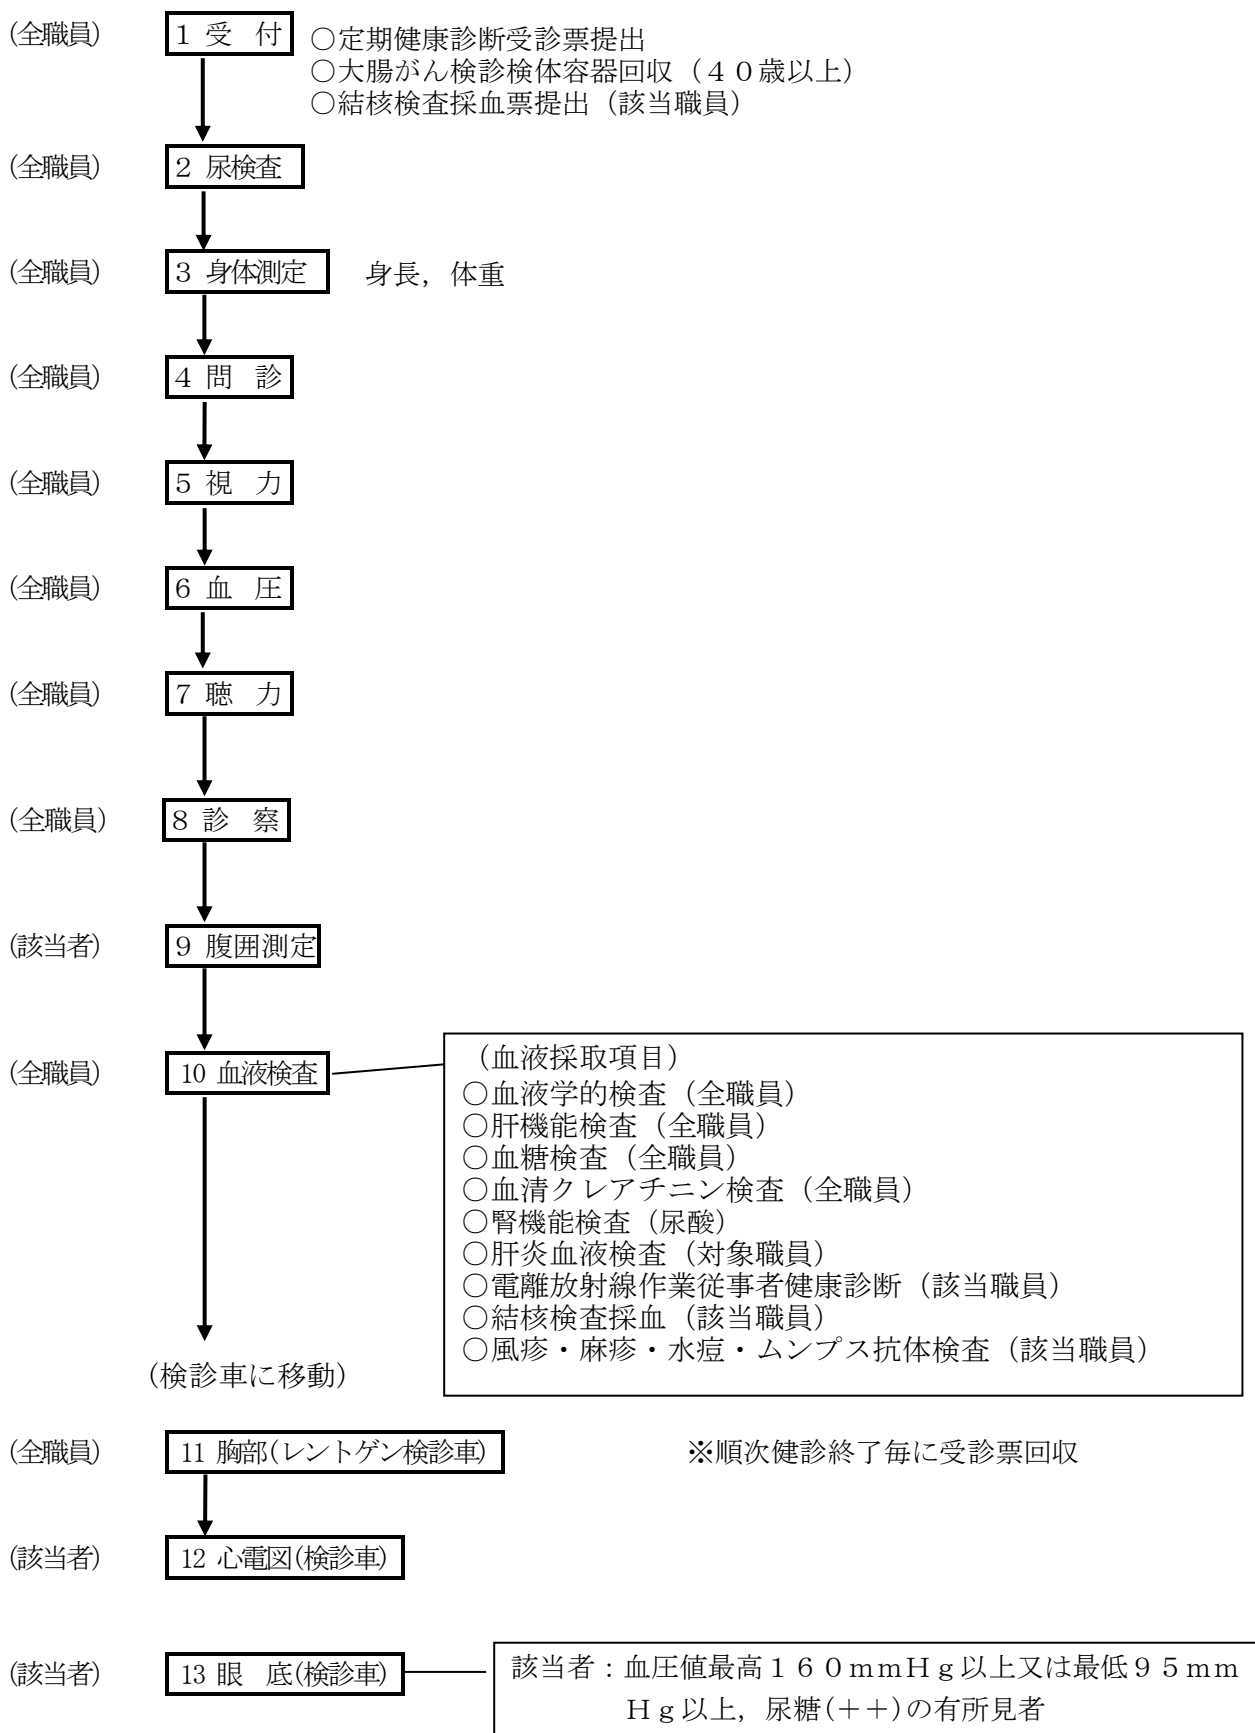 (全職員) １ 受　付 ○定期健康診断受診票提出
○大腸がん検診検体容器回収（４０歳以上）
○結核検査採血票提出（該当職員）
(全職員) ２ 尿検査
(全職員) ３ 身体測定 身長，体重
(全職員) ４ 問　診
(全職員) ５ 視　力
(全職員) ６ 血　圧
(全職員) ７ 聴　力
(全職員) ８ 診　察
(該当者) ９ 腹囲測定
(全職員) 10 血液検査
（血液採取項目）
○血液学的検査（全職員）
○肝機能検査（全職員）
○血糖検査（全職員）
○血清クレアチニン検査（全職員）
○腎機能検査（尿酸）
○肝炎血液検査（対象職員）
○電離放射線作業従事者健康診断（該当職員）
○結核検査採血（該当職員）
○風疹・麻疹・水痘・ムンプス抗体検査（該当職員）
（検診車に移動）
(全職員) 11 胸部(レントゲン検診車) ※順次健診終了毎に受診票回収
(該当者) 12 心電図(検診車)
(該当者) 13 眼　底(検診車)
該当者：血圧値最高１６０ｍｍＨｇ以上又は最低９５ｍｍ
Ｈｇ以上，尿糖(＋＋)の有所見者